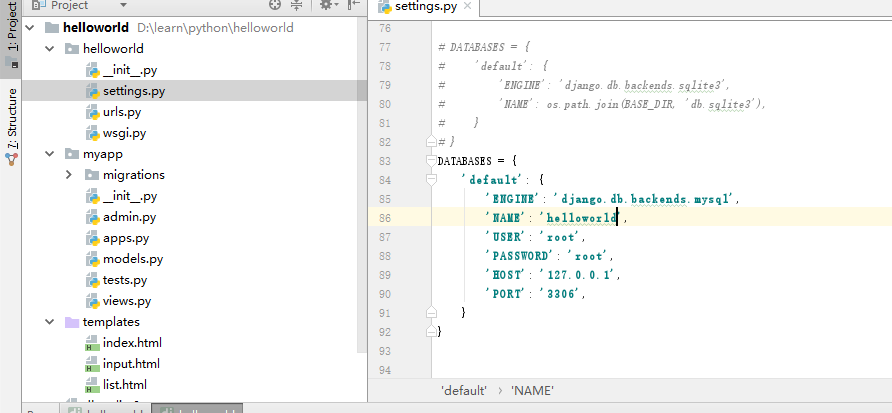 Project
settings.py
1: Project
7: Structure
helloworld D:\learn\python\helloworld
helloworld
__init__.py
settings.py
urls.py
wsgi.py
myapp
migrations
__init__.py
admin.py
apps.py
models.py
tests.py
views.py
templates
index.html
input.html
list.html
76
77 # DATABASES = {
78 #     'default': {
79 #         'ENGINE': 'django.db.backends.sqlite3',
80 #         'NAME': os.path.join(BASE_DIR, 'db.sqlite3'),
81 #     }
82 # }
83 DATABASES = {
84     'default': {
85         'ENGINE': 'django.db.backends.mysql',
86         'NAME': 'helloworld',
87         'USER': 'root',
88         'PASSWORD': 'root',
89         'HOST': '127.0.0.1',
90         'PORT': '3306',
91     }
92 }
93
94
'default' 'NAME'